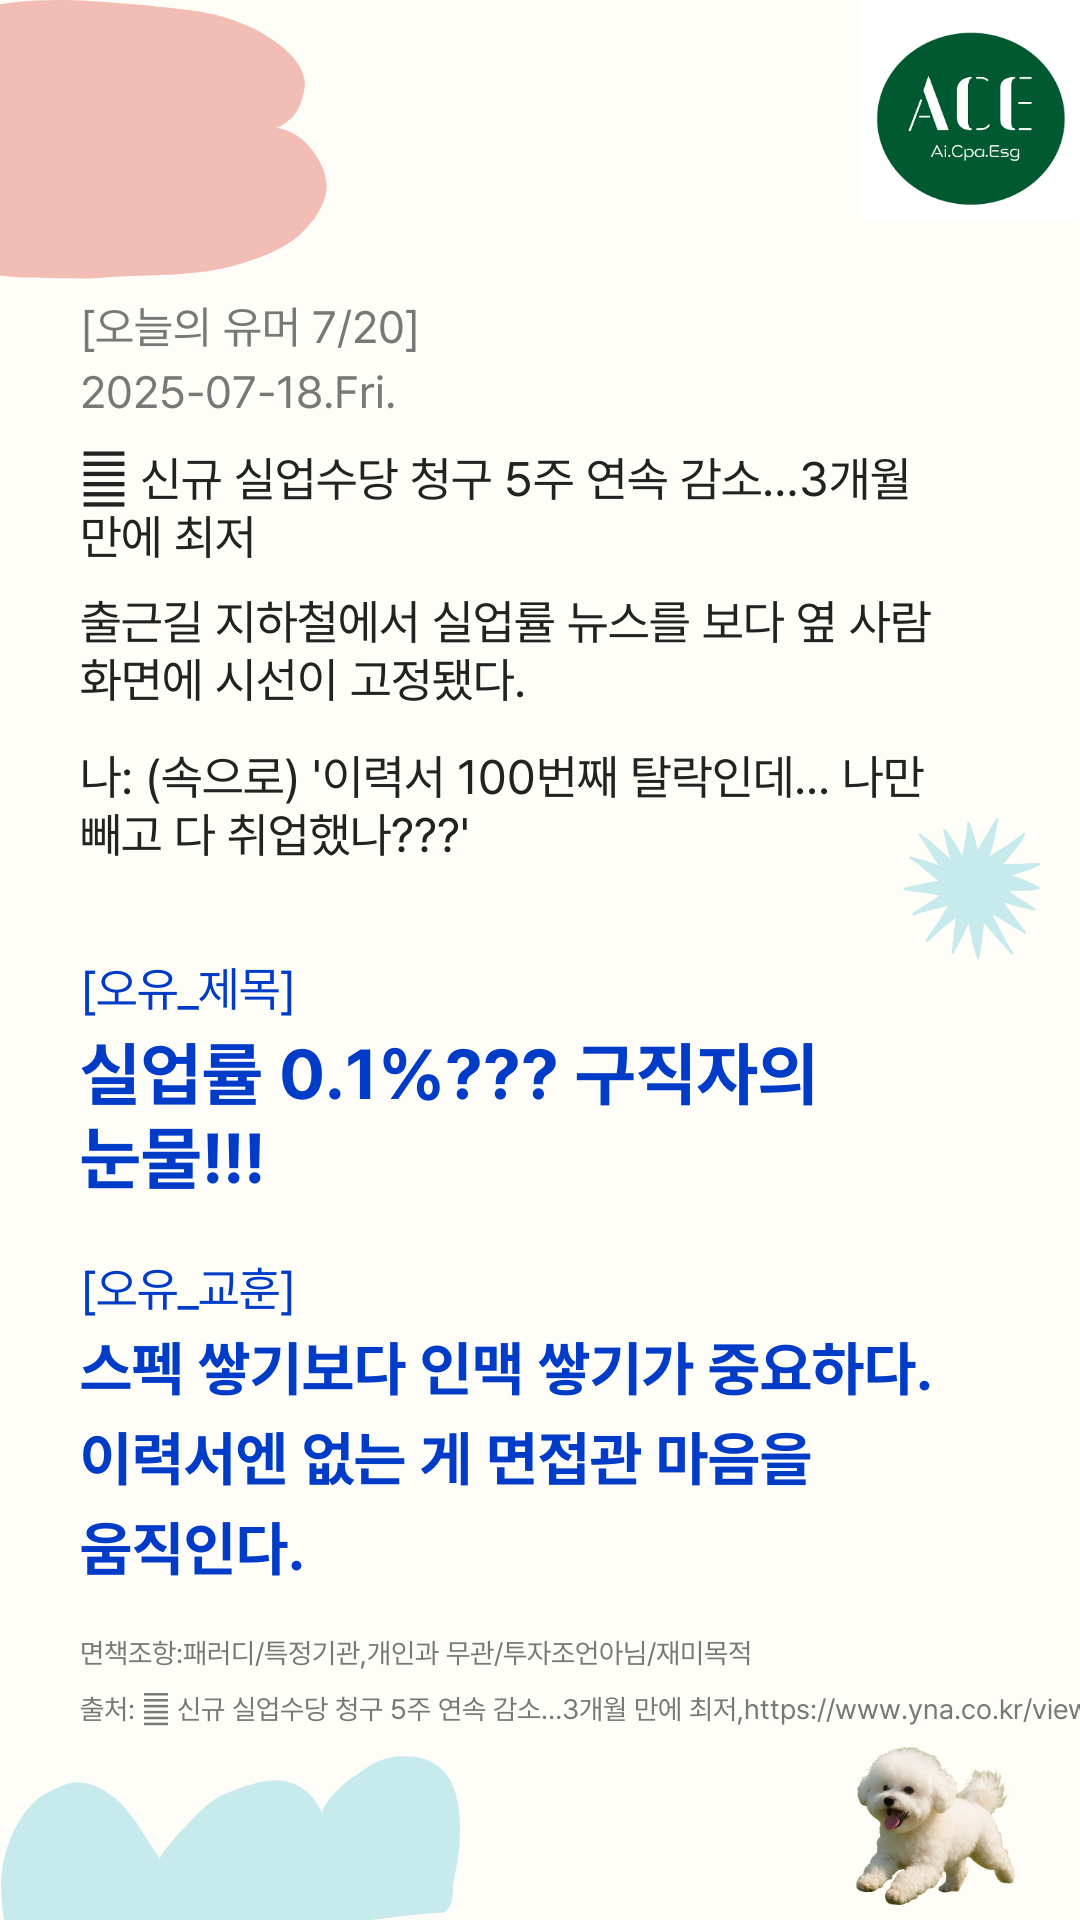 ACE
Ai.Cpa.Esg
[오늘의 유머 7/20]
2025-07-18.Fri.
䷀ 신규 실업수당 청구 5주 연속 감소...3개월
만에 최저
출근길 지하철에서 실업률 뉴스를 보다 옆 사람
화면에 시선이 고정됐다.
나: (속으로) '이력서 100번째 탈락인데... 나만
빼고 다 취업했나???'
[오유_제목]
실업률 0.1%??? 구직자의
눈물!!!
[오유_교훈]
스펙 쌓기보다 인맥 쌓기가 중요하다.
이력서엔 없는 게 면접관 마음을
움직인다.
면책조항:패러디/특정기관,개인과 무관/투자조언아님/재미목적
출처: ䷀ 신규 실업수당 청구 5주 연속 감소...3개월 만에 최저,https://www.yna.co.kr/view